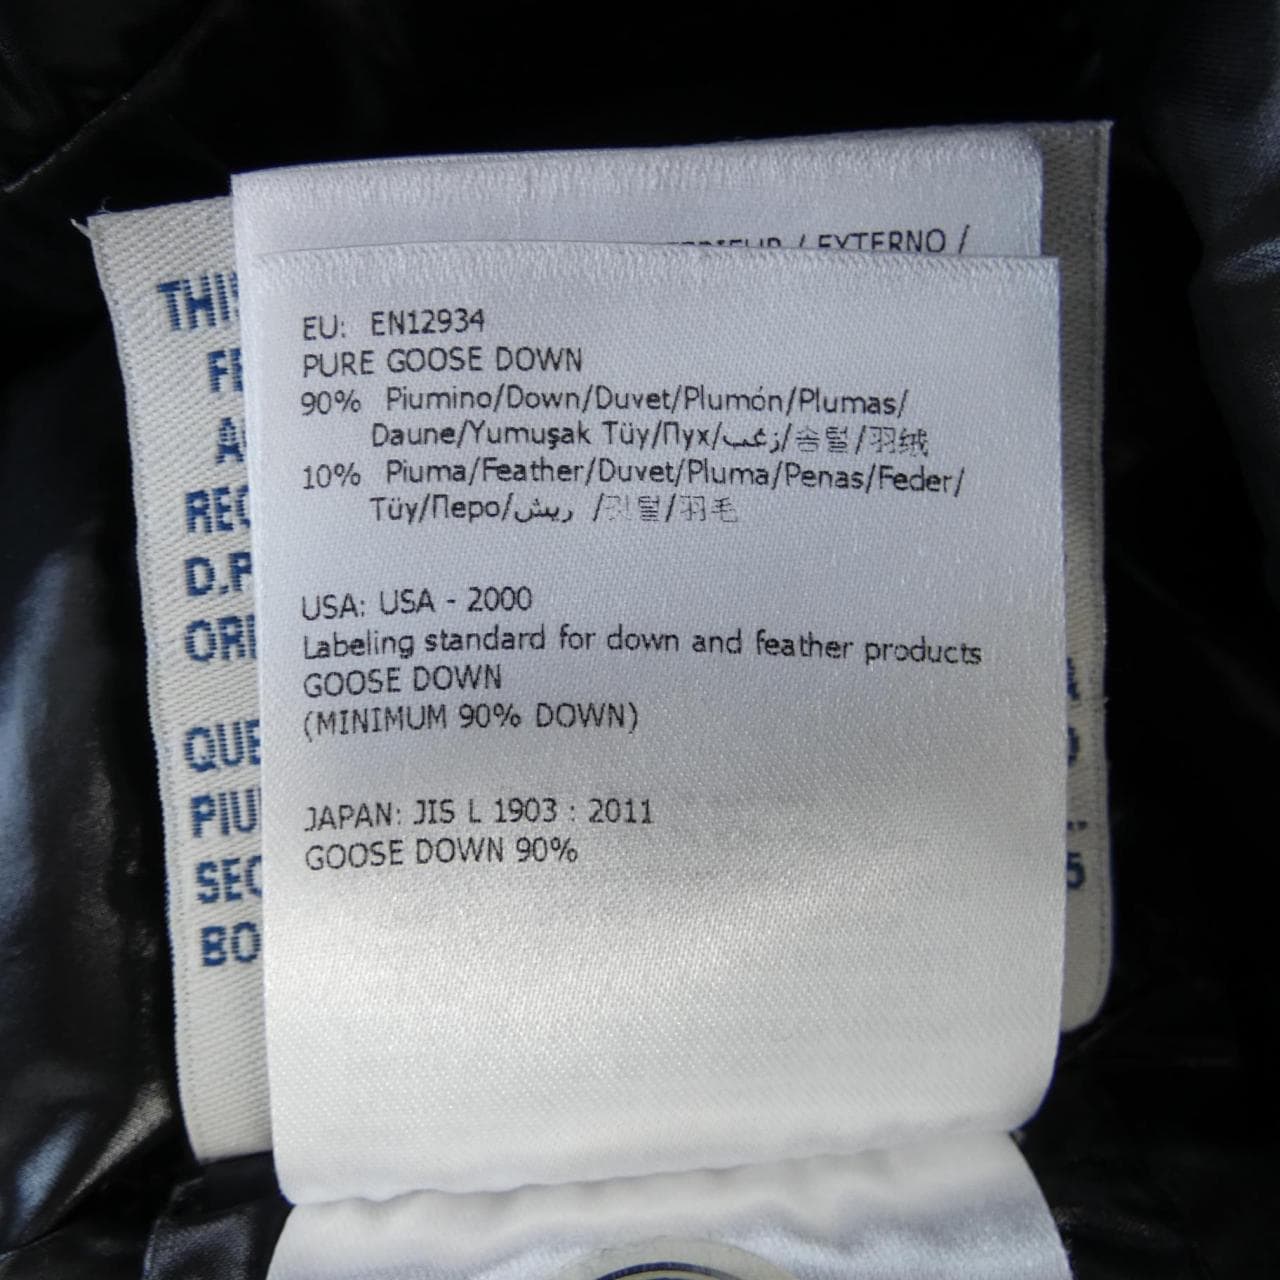 EXTERNO /
EU: EN12934
PURE GOOSE DOWN
90% Piumino/Down/Duvet/Plumón/Plumas/
Daune/Yumuşak Tüy/Пух/زغب/솜털/羽绒
10% Piuma/Feather/Duvet/Pluma/Penas/Feder/
Tüy/Перо/ريش /깃털/羽毛
USA: USA - 2000
Labeling standard for down and feather products
GOOSE DOWN
(MINIMUM 90% DOWN)
JAPAN: JIS L 1903 : 2011
GOOSE DOWN 90%